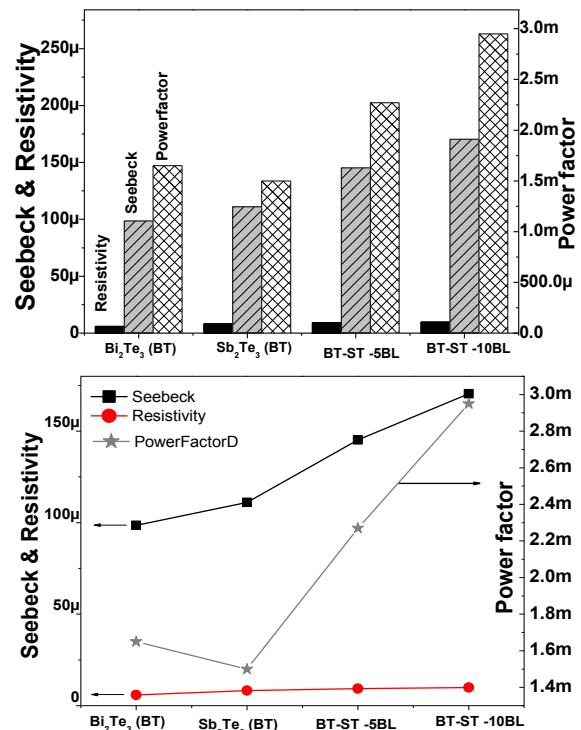 Seebeck & Resistivity
250µ
200µ
150µ
100µ
50µ
0
Resistivity
Seebeck
Powerfactor
3.0m
2.5m
2.0m
1.5m
1.0m
500.0µ
0.0
Power factor
Bi2Te3 (BT)
Sb2Te3 (BT)
BT-ST -5BL
BT-ST -10BL
Seebeck & Resistivity
150µ
100µ
50µ
0
Seebeck
Resistivity
PowerFactorD
3.0m
2.8m
2.6m
2.4m
2.2m
2.0m
1.8m
1.6m
1.4m
Power factor
Bi2Te3 (BT)
Sb2Te3 (BT)
BT-ST -5BL
BT-ST -10BL